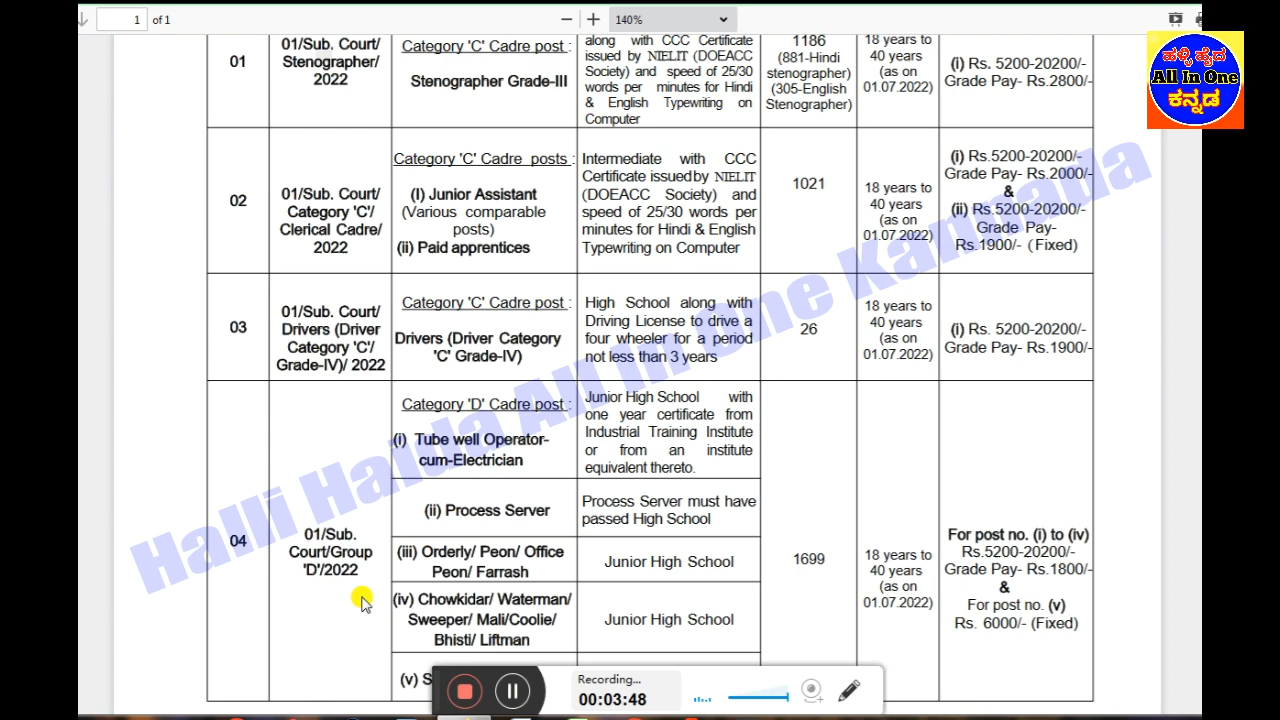 1 of 1
140%
ಹಳ್ಳಿ ಹೈದ
All In One
ಕನ್ನಡ
01
01/Sub. Court/
Stenographer/
2022
Category 'C' Cadre post :
Stenographer Grade-III
along with CCC Certificate
issued by NIELIT (DOEACC
Society) and speed of 25/30
words per minutes for Hindi
& English Typewriting on
Computer
1186
(881-Hindi
stenographer)
(305-English
Stenographer)
18 years to
40 years
(as on
01.07.2022)
(i) Rs. 5200-20200/-
Grade Pay- Rs.2800/-
02
01/Sub. Court/
Category 'C'/
Clerical Cadre/
2022
Category 'C' Cadre posts :
(I) Junior Assistant
(Various comparable
posts)
(ii) Paid apprentices
Intermediate with CCC
Certificate issued by NIELIT
(DOEACC Society) and
speed of 25/30 words per
minutes for Hindi & English
Typewriting on Computer
1021
18 years to
40 years
(as on
01.07.2022)
(i) Rs.5200-20200/-
Grade Pay- Rs.2000/-
&
(ii) Rs.5200-20200/-
Grade Pay-
Rs.1900/- (Fixed)
03
01/Sub. Court/
Drivers (Driver
Category 'C'/
Grade-IV)/ 2022
Category 'C' Cadre post :
Drivers (Driver Category
'C' Grade-IV)
High School along with
Driving License to drive a
four wheeler for a period
not less than 3 years
26
18 years to
40 years
(as on
01.07.2022)
(i) Rs. 5200-20200/-
Grade Pay- Rs.1900/-
04
01/Sub.
Court/Group
'D'/2022
Category 'D' Cadre post :
(i) Tube well Operator-
cum-Electrician
Junior High School with
one year certificate from
Industrial Training Institute
or from an institute
equivalent thereto.
(ii) Process Server
Process Server must have
passed High School
(iii) Orderly/ Peon/ Office
Peon/ Farrash
Junior High School
(iv) Chowkidar/ Waterman/
Sweeper/ Mali/Coolie/
Bhisti/ Liftman
Junior High School
(v) S
1699
18 years to
40 years
(as on
01.07.2022)
For post no. (i) to (iv)
Rs.5200-20200/-
Grade Pay- Rs.1800/-
&
For post no. (v)
Rs. 6000/- (Fixed)
Halli Haida All In One Kannada
Recording...
00:03:48